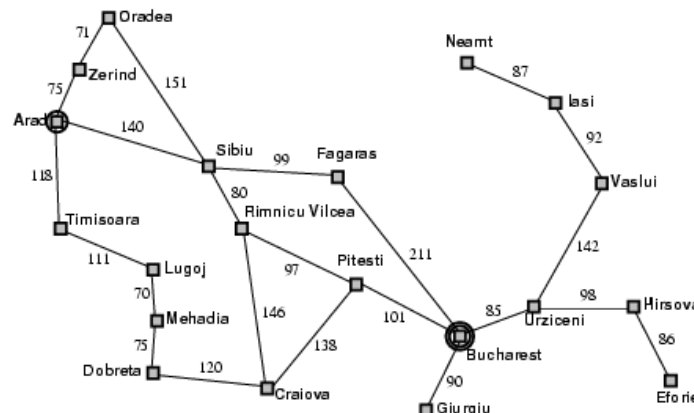 Oradea
71
Neamt
Zerind
87
75
151
Iasi
Arad
140
92
Sibiu
99
Fagaras
118
80
Vaslui
Timisoara
Rimnicu Vilcea
111
Lugoj
97
Pitesti
211
142
70
98
Hirsova
Mehadia
146
101
85
Urziceni
75
138
86
Bucharest
Dobreta
120
90
Craiova
Eforie
Giurgiu